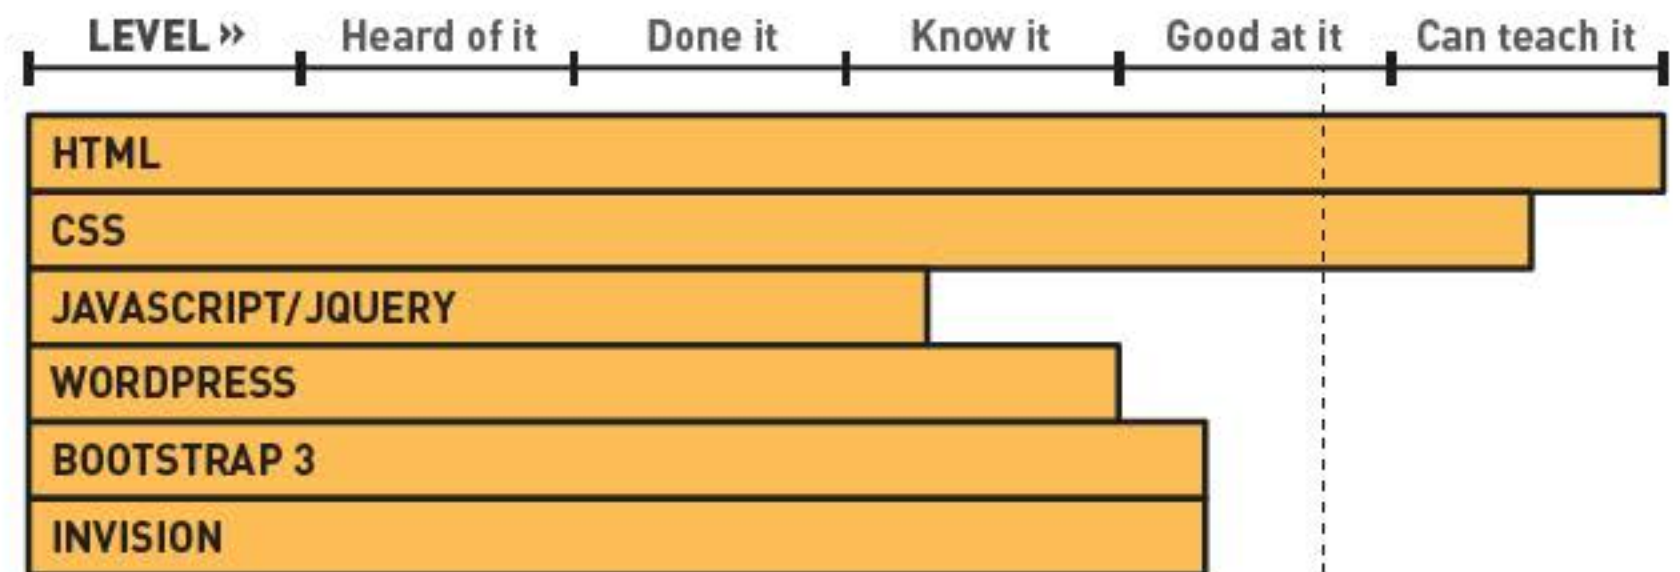 LEVEL » Heard of it Done it Know it Good at it Can teach it
HTML
CSS
JAVASCRIPT/JQUERY
WORDPRESS
BOOTSTRAP 3
INVISION